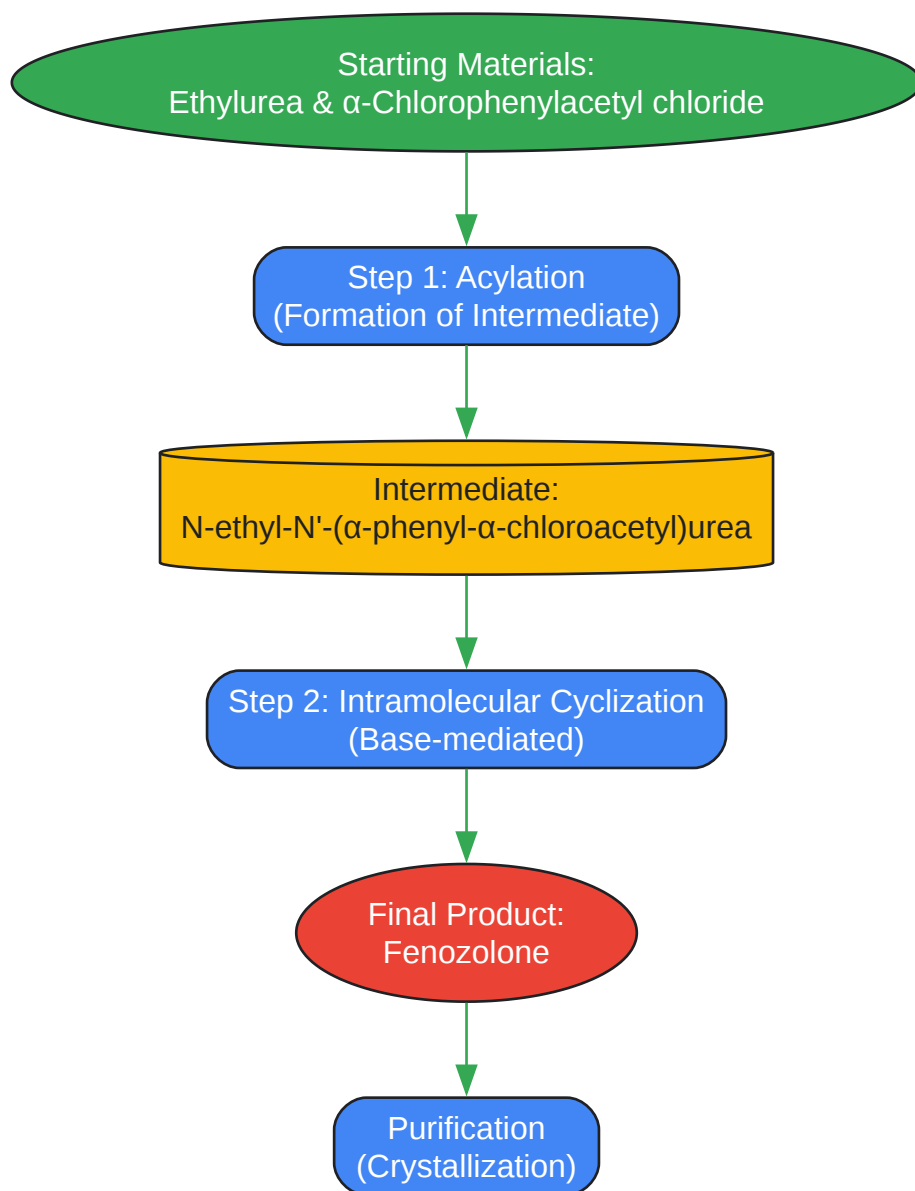 Starting Materials:
Ethylurea & α-Chlorophenylacetyl chloride
Step 1: Acylation
(Formation of Intermediate)
Intermediate:
N-ethyl-N'-(α-phenyl-α-chloroacetyl)urea
Step 2: Intramolecular Cyclization
(Base-mediated)
Final Product:
Fenozolone
Purification
(Crystallization)